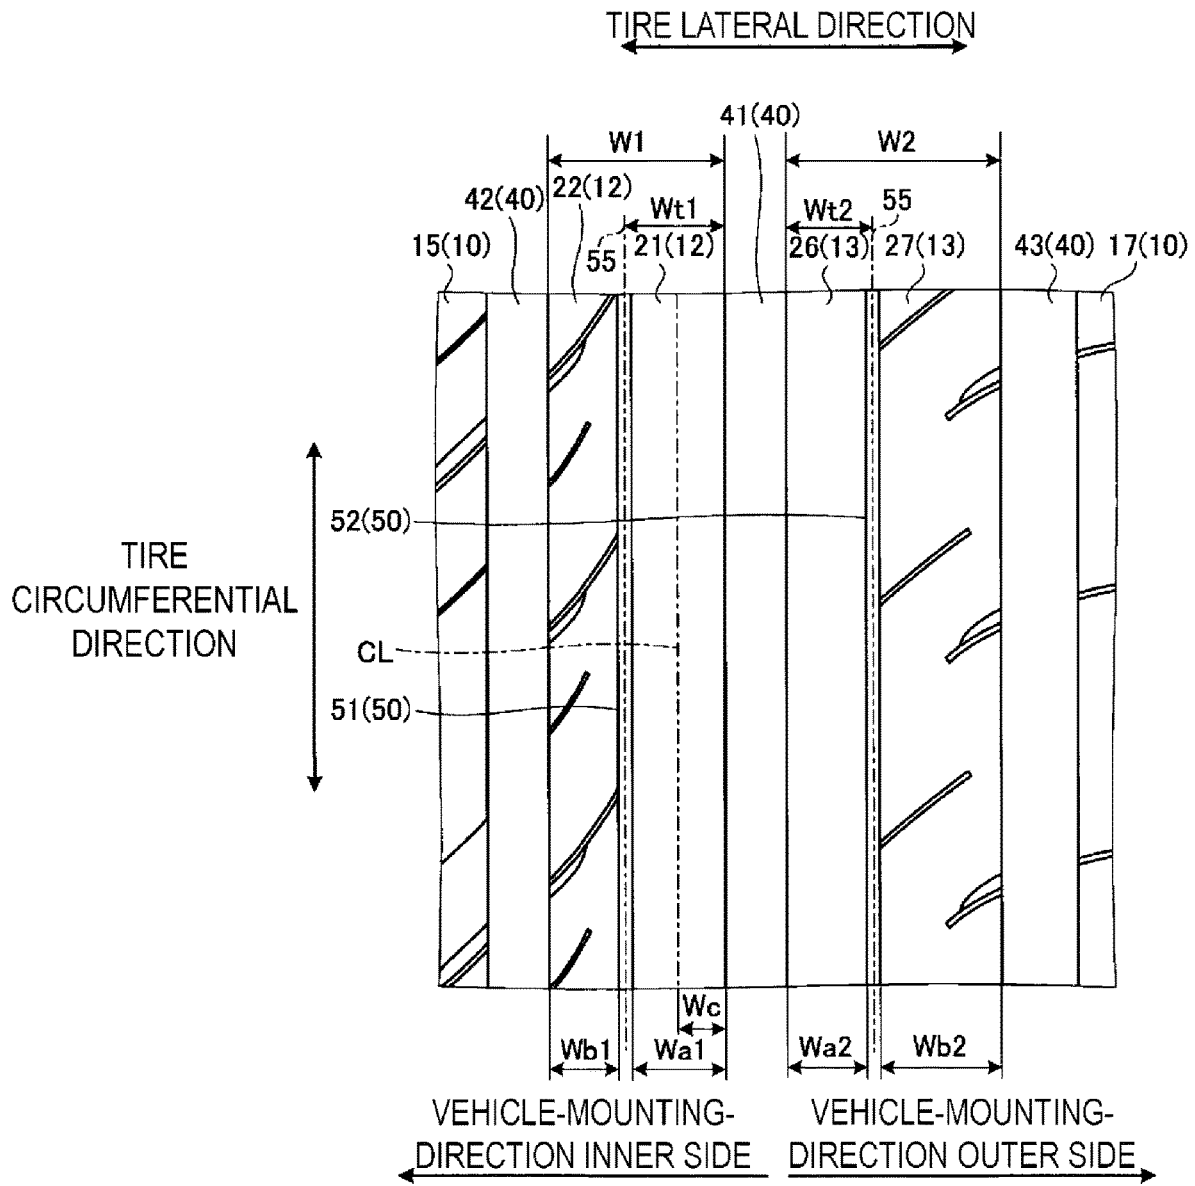 TIRE LATERAL DIRECTION
41(40)
W1
W2
42(40)
22(12)
Wt1
Wt2
55
15(10)
55
21(12)
26(13)
27(13)
43(40)
17(10)
52(50)
TIRE
CIRCUMFERENTIAL
DIRECTION
CL
51(50)
Wc
Wb1
Wa1
Wa2
Wb2
VEHICLE-MOUNTING-
DIRECTION INNER SIDE
VEHICLE-MOUNTING-
DIRECTION OUTER SIDE